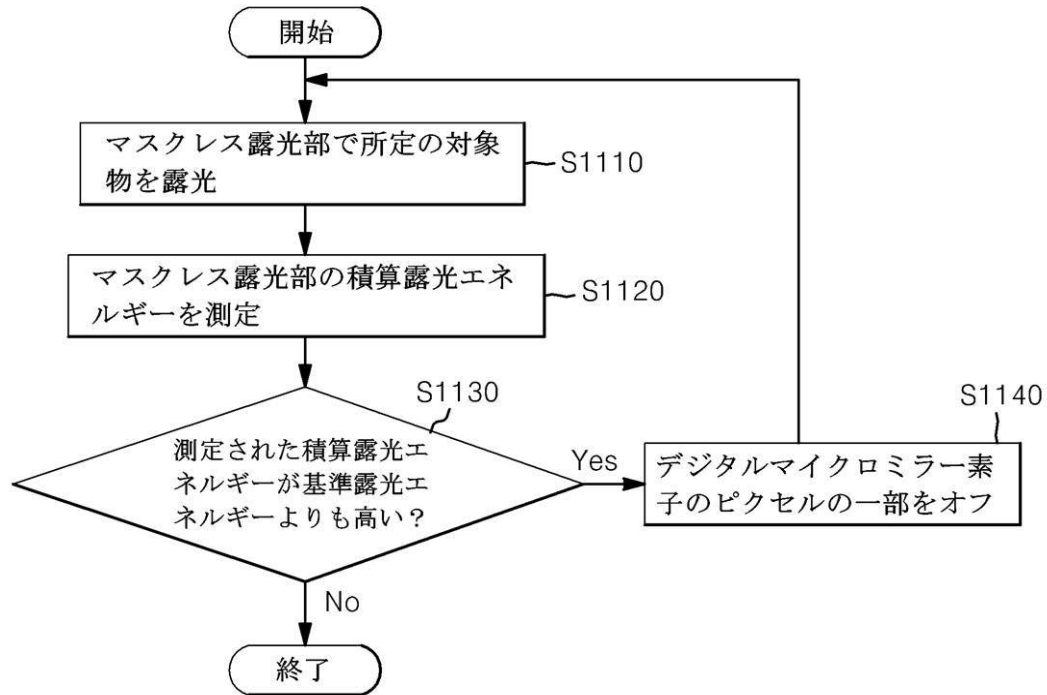 開始
マスクレス露光部で所定の対象
物を露光
S1110
マスクレス露光部の積算露光エネ
ルギーを測定
S1120
S1130
測定された積算露光エ
ネルギーが基準露光エ
ネルギーよりも高い？
Yes
S1140
デジタルマイクロミラー素
子のピクセルの一部をオフ
No
終了